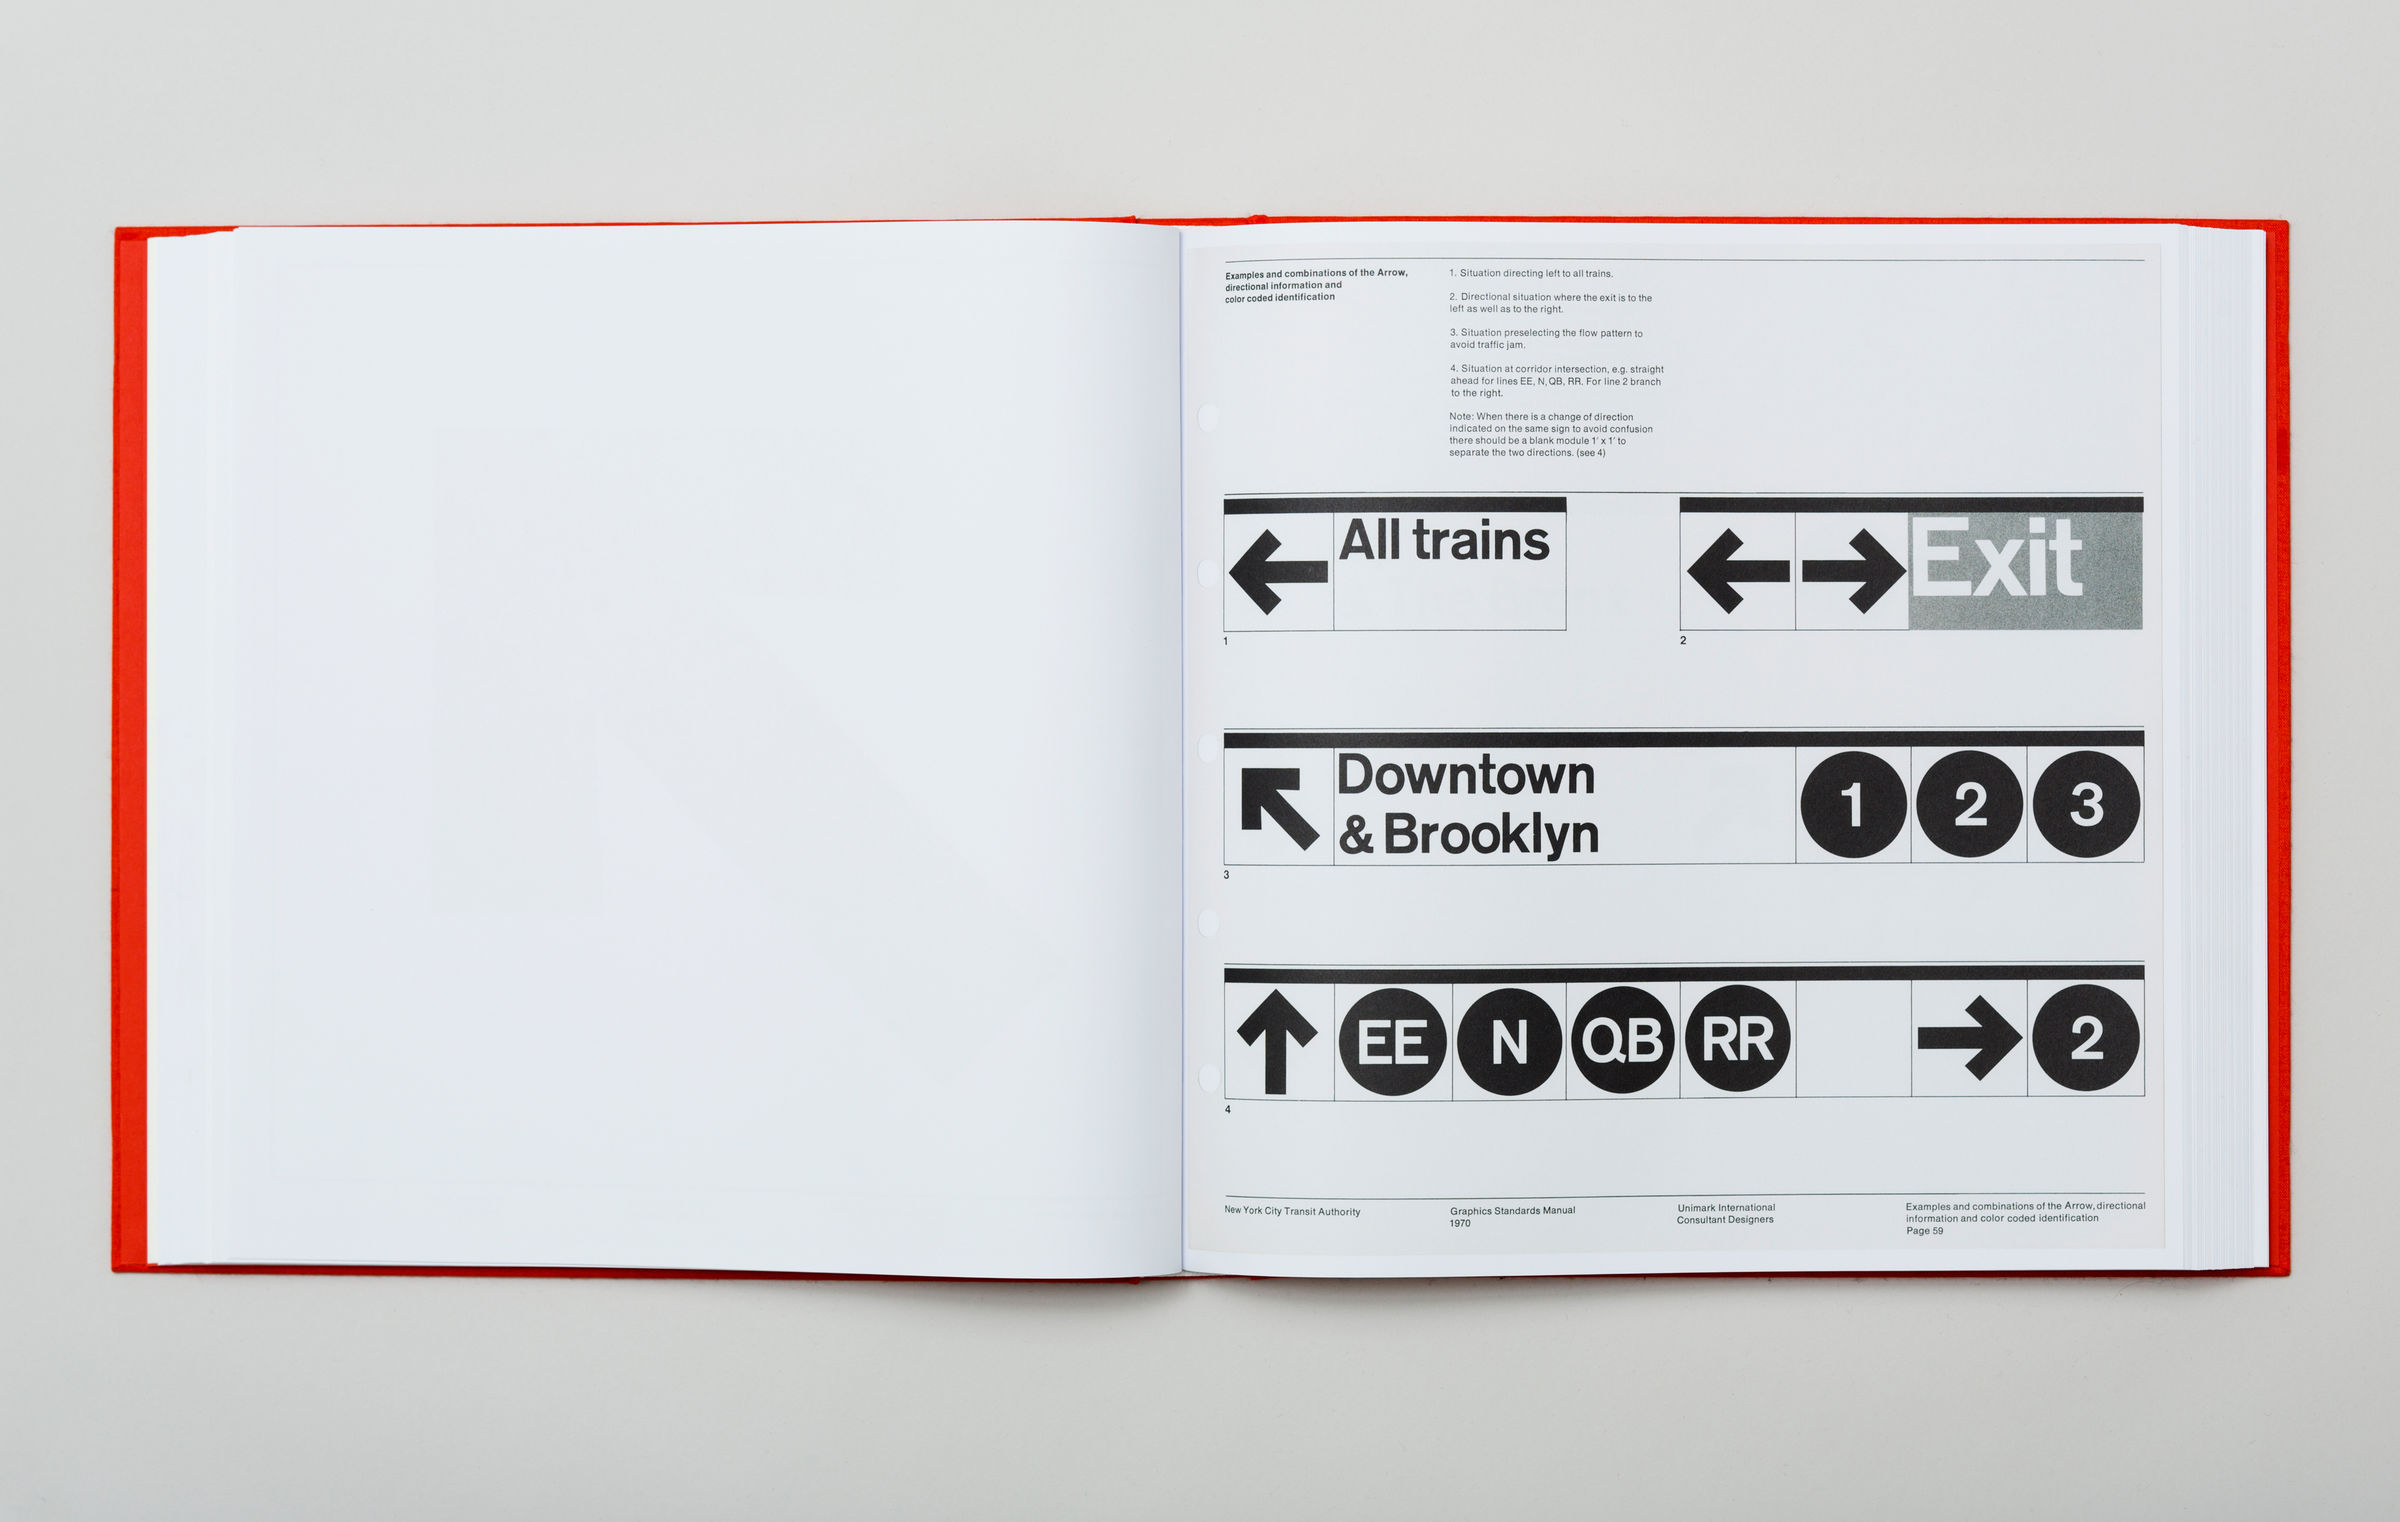 Examples and combinations of the Arrow,
directional information and
color coded identification
1. Situation directing left to all trains.
2. Directional situation where the exit is to the
left as well as to the right.
3. Situation preselecting the flow pattern to
avoid traffic jam.
4. Situation at corridor intersection, e.g. straight
ahead for lines EE, N, QB, RR. For line 2 branch
to the right.
Note: When there is a change of direction
indicated on the same sign to avoid confusion
there should be a blank module 1' x 1' to
separate the two directions. (see 4)
All trains
1
Exit
2
Downtown
& Brooklyn
1 2 3
3
EE N QB RR 2
4
New York City Transit Authority
Graphics Standards Manual
1970
Unimark International
Consultant Designers
Examples and combinations of the Arrow, directional
information and color coded identification
Page 59